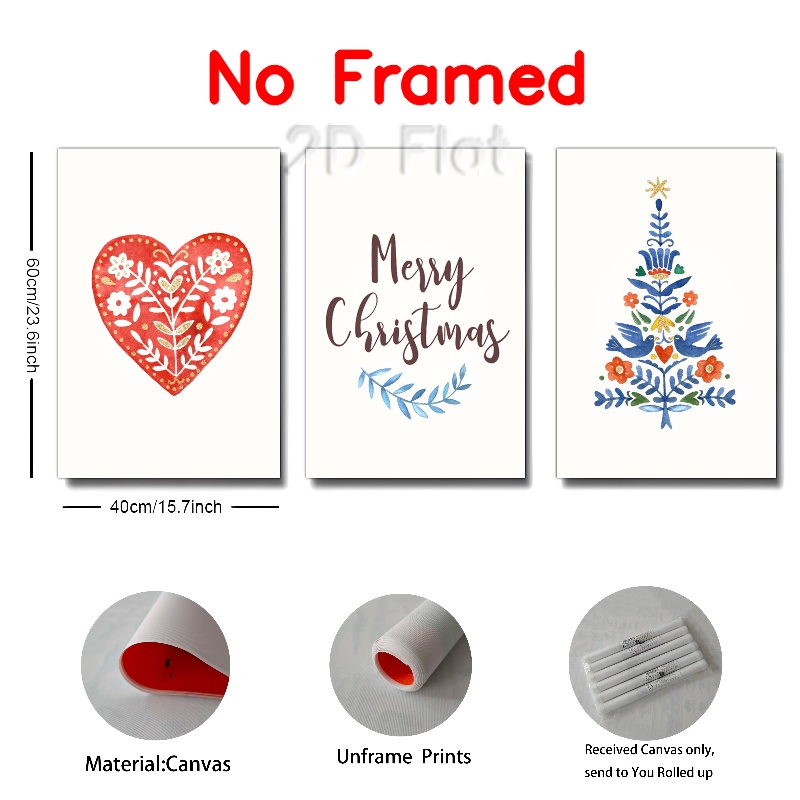 No Framed
2D Flat
60cm/23.6inch
Merry
Christmas
40cm/15.7inch
Material:Canvas
Unframe Prints
Received Canvas only,
send to You Rolled up